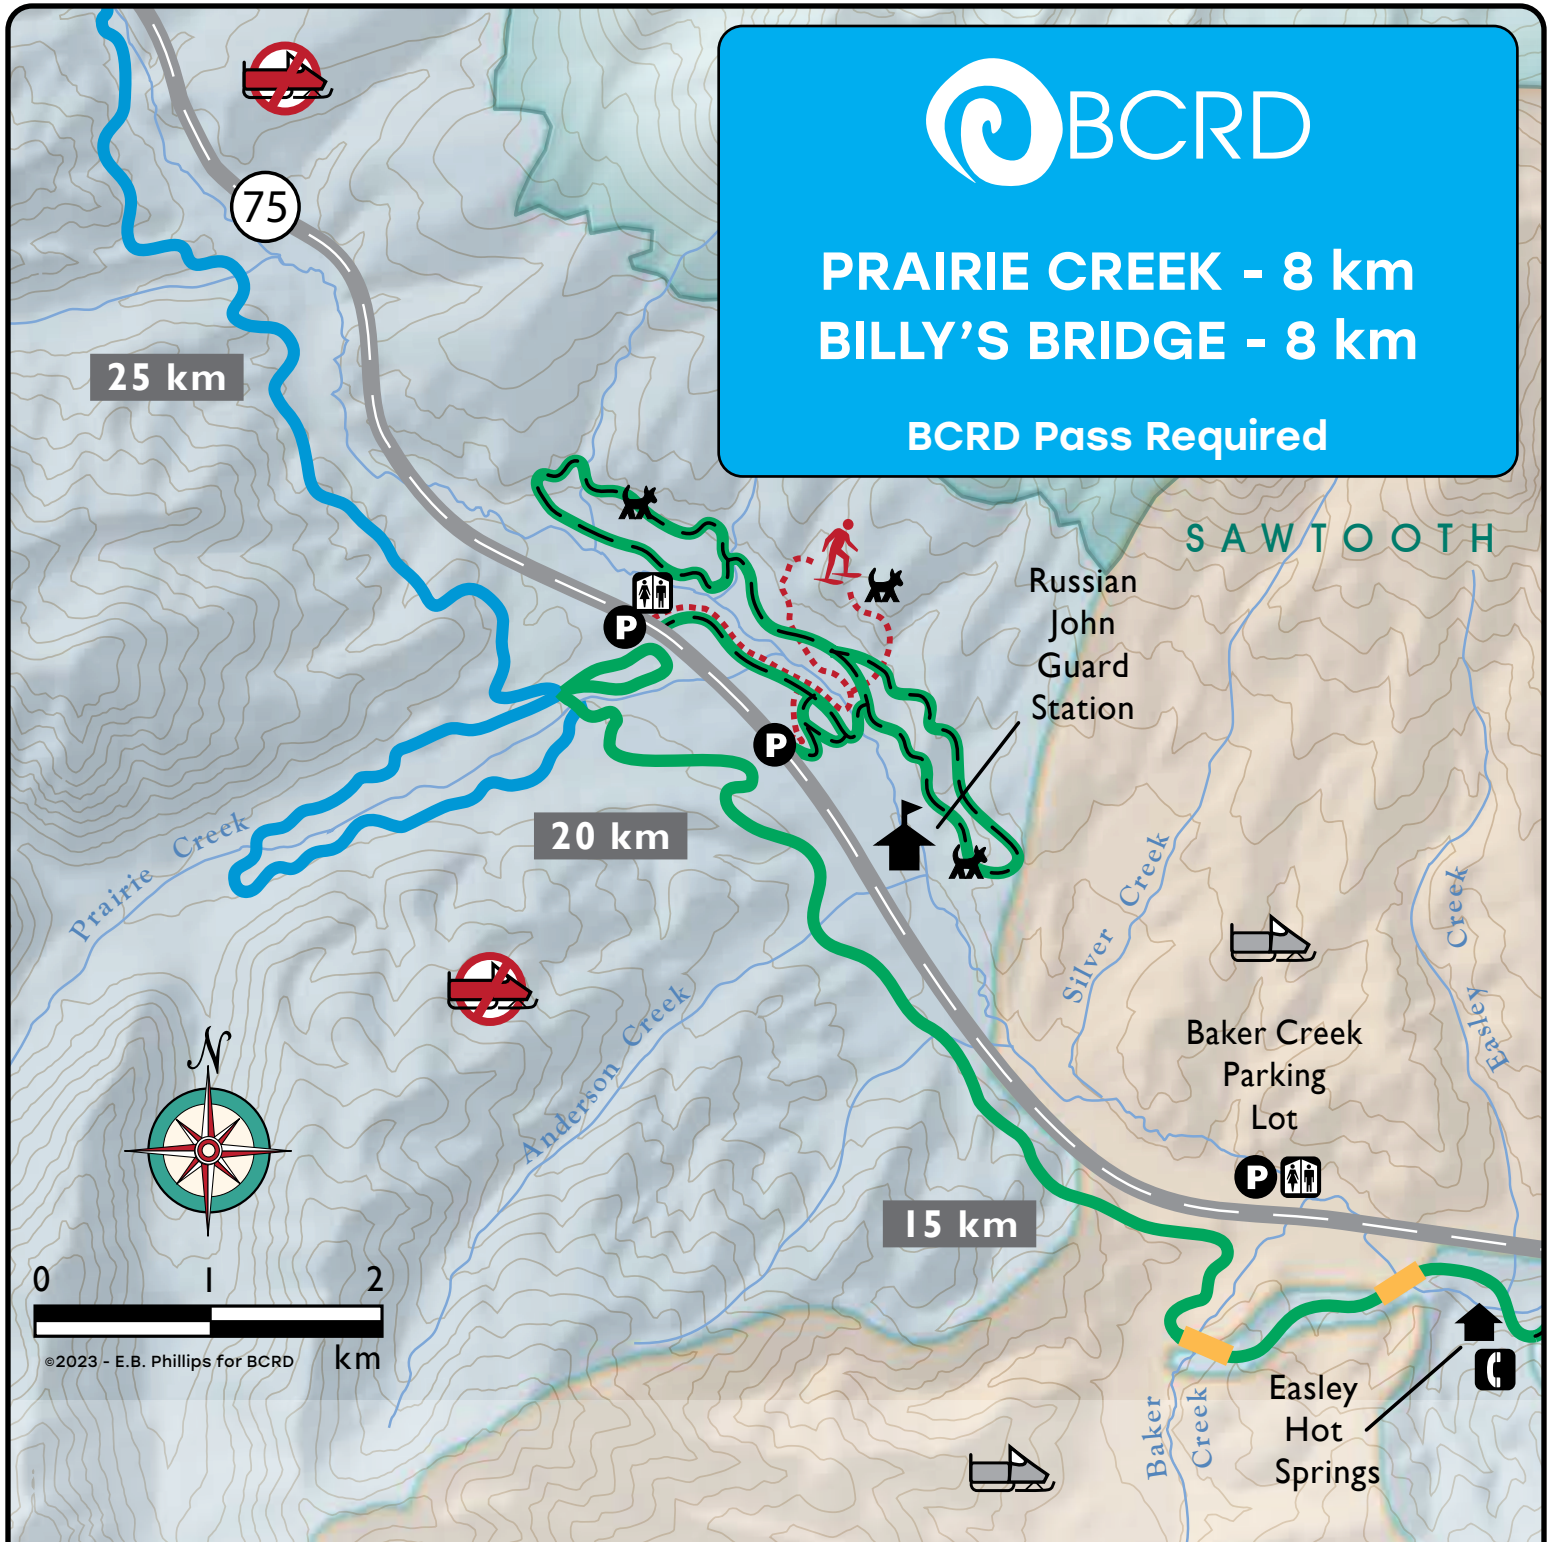 BCRD
PRAIRIE CREEK - 8 km
BILLY'S BRIDGE - 8 km
BCRD Pass Required
75
25 km
SAWTOOTH
Russian
John
Guard
Station
P
P
20 km
Prairie Creek
Silver Creek
Easley Creek
Anderson Creek
N
Baker Creek
Parking
Lot
P
15 km
0 1 2
km
©2023 - E.B. Phillips for BCRD
Baker Creek
Easley
Hot
Springs